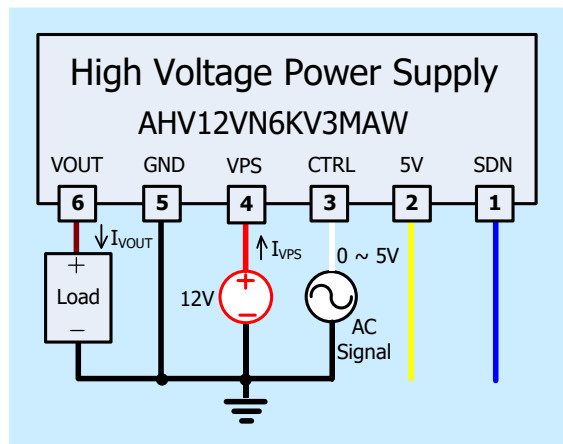 High Voltage Power Supply
AHV12VN6KV3MAW
VOUT GND VPS CTRL 5V SDN
6 5 4 3 2 1
↓IVOUT ↑IVPS 0 ~ 5V
+ +
Load 12V
− −
AC
Signal